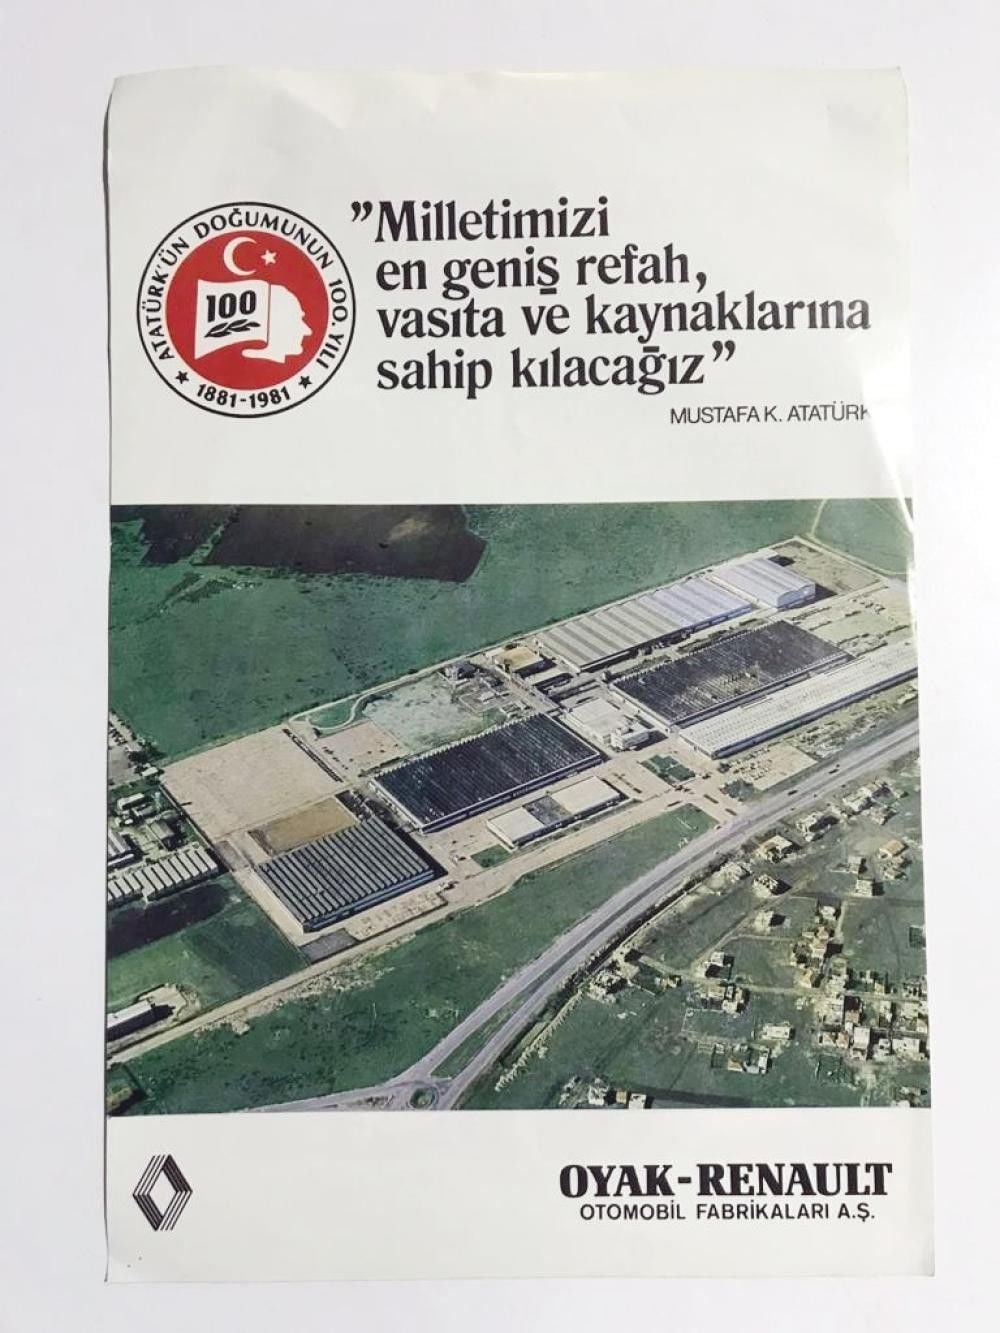 ATATÜRK'ÜN DOĞUMUNUN 100. YILI
100
★ 1881-1981 ★
”Milletimizi
en geniş refah,
vasıta ve kaynaklarına
sahip kılacağız”
MUSTAFA K. ATATÜRK
OYAK-RENAULT
OTOMOBİL FABRİKALARI A.Ş.